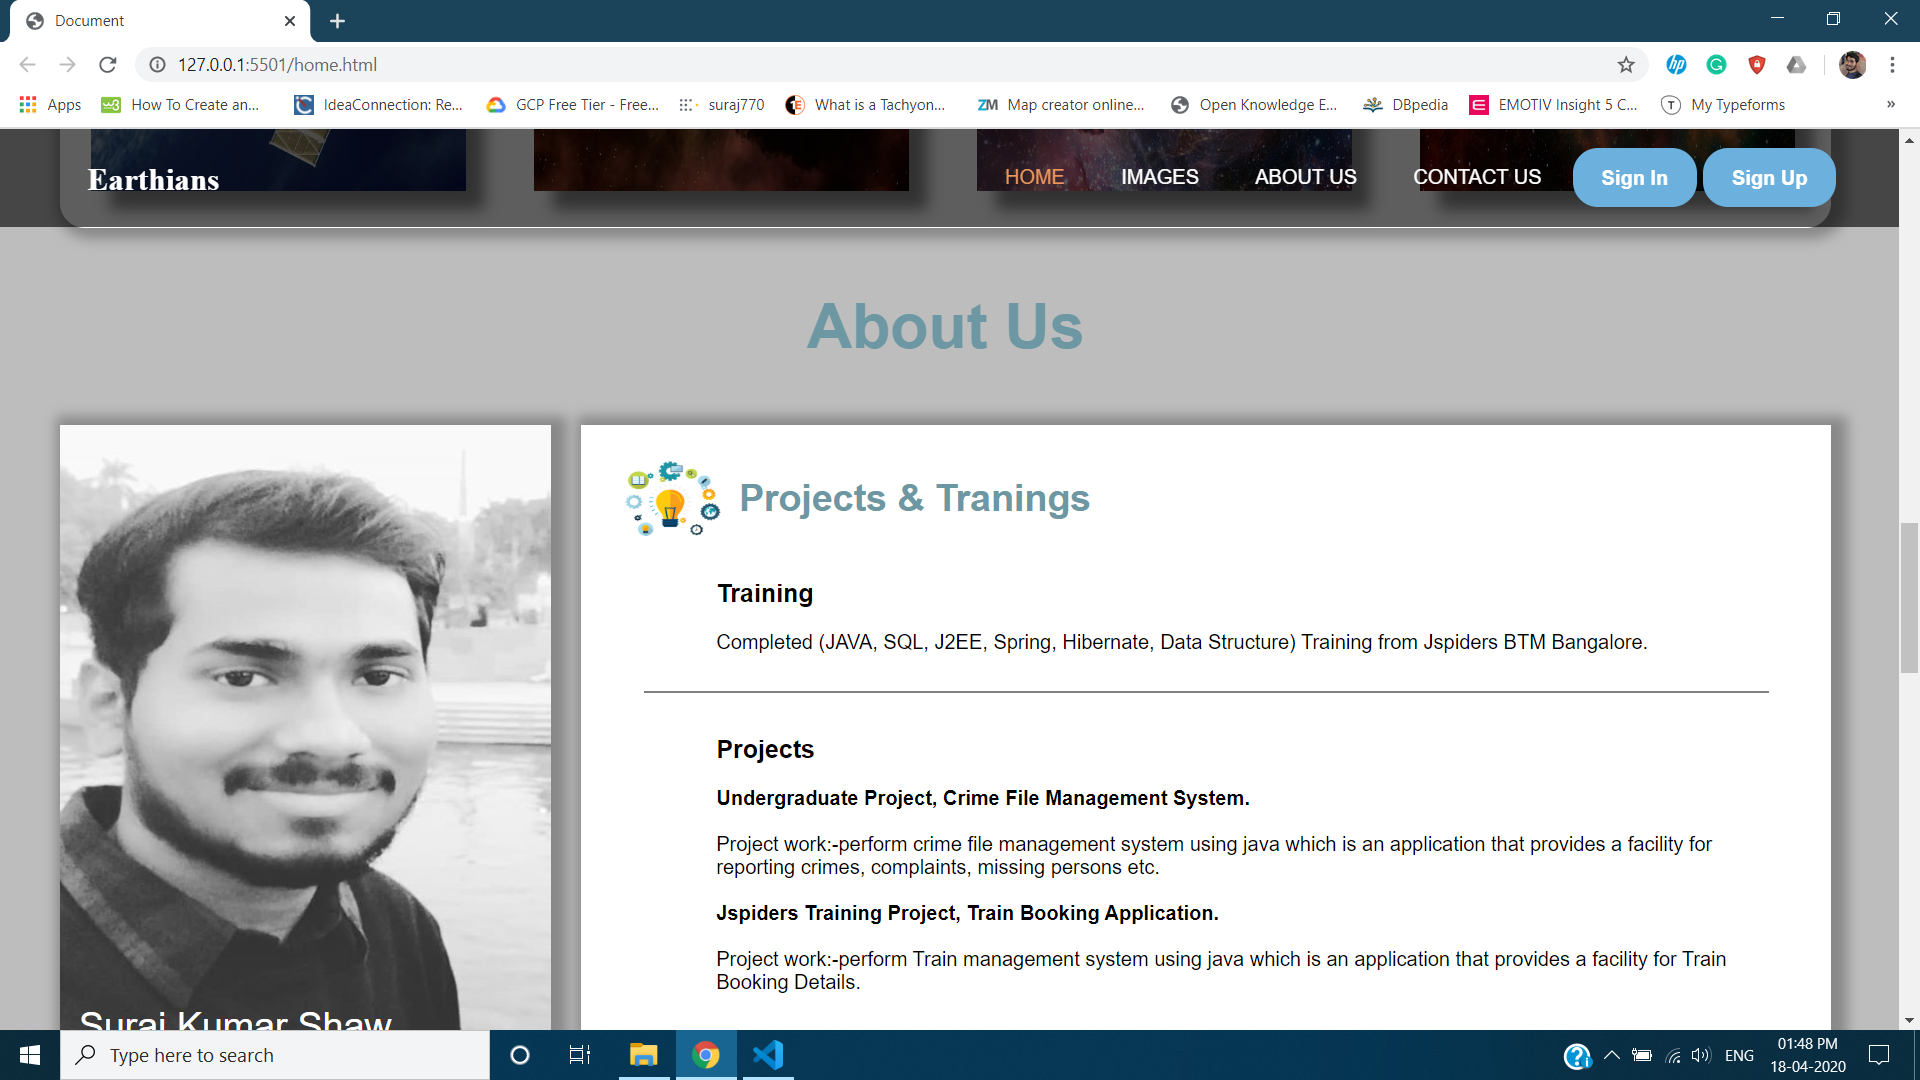 Document
127.0.0.1:5501/home.html
Apps
How To Create an...
IdeaConnection: Re...
GCP Free Tier - Free...
suraj770
What is a Tachyon...
Map creator online...
Open Knowledge E...
DBpedia
EMOTIV Insight 5 C...
My Typeforms
»
Earthians
HOME
IMAGES
ABOUT US
CONTACT US
Sign In
Sign Up
About Us
Projects & Tranings
Training
Completed (JAVA, SQL, J2EE, Spring, Hibernate, Data Structure) Training from Jspiders BTM Bangalore.
Projects
Undergraduate Project, Crime File Management System.
Project work:-perform crime file management system using java which is an application that provides a facility for
reporting crimes, complaints, missing persons etc.
Jspiders Training Project, Train Booking Application.
Project work:-perform Train management system using java which is an application that provides a facility for Train
Booking Details.
Suraj Kumar Shaw
Type here to search
ENG
01:48 PM
18-04-2020